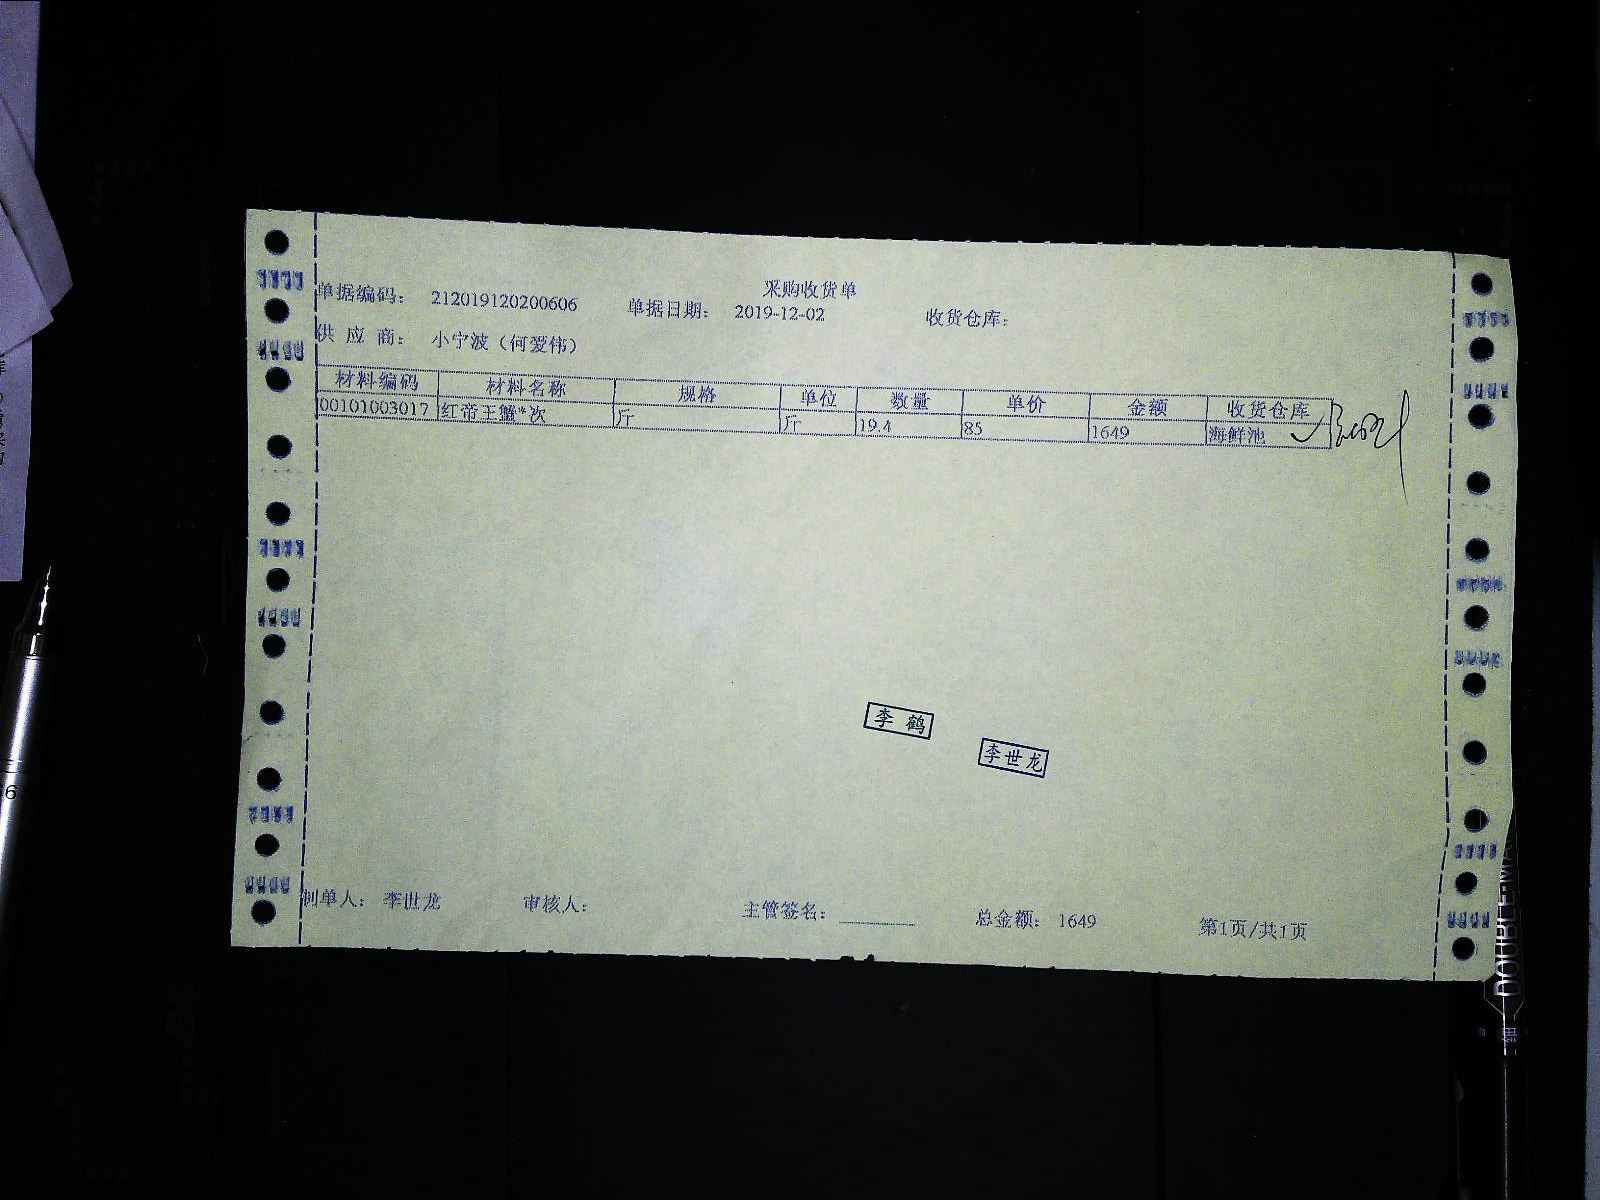 采购收货单
单据编码： 212019120200606 单据日期： 2019-12-02 收货仓库：
供 应 商： 小宁波（何爱伟）
材料编码 材料名称 规格 单位 数量 单价 金额 收货仓库
00101003017 红帝王蟹*次 斤 斤 19.4 85 1649 海鲜池
李 鹤
李世龙
制单人： 李世龙 审核人： 主管签名： 总金额： 1649 第1页/共1页